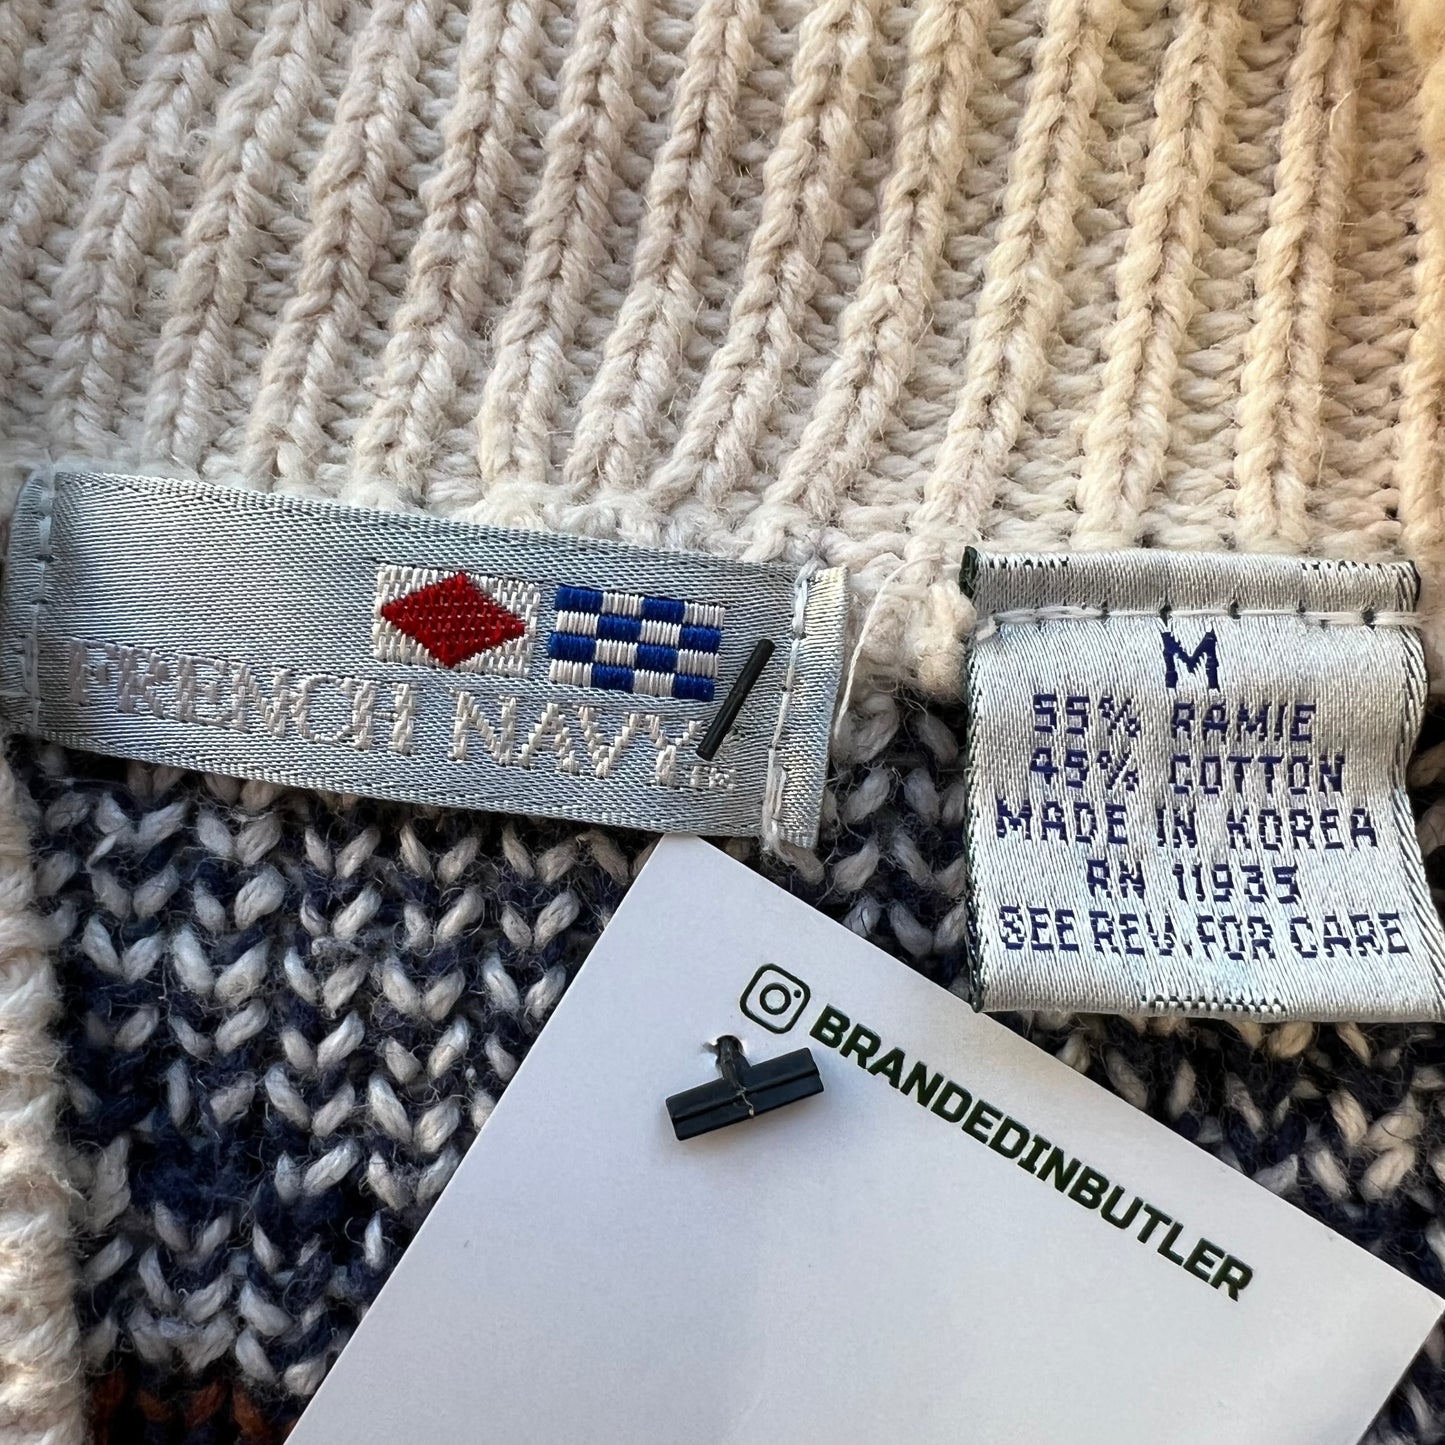 FRENCH NAVY
M
55% RAMIE
45% COTTON
MADE IN KOREA
RN 11935
SEE REV. FOR CARE
BRANDEDINBUTLER